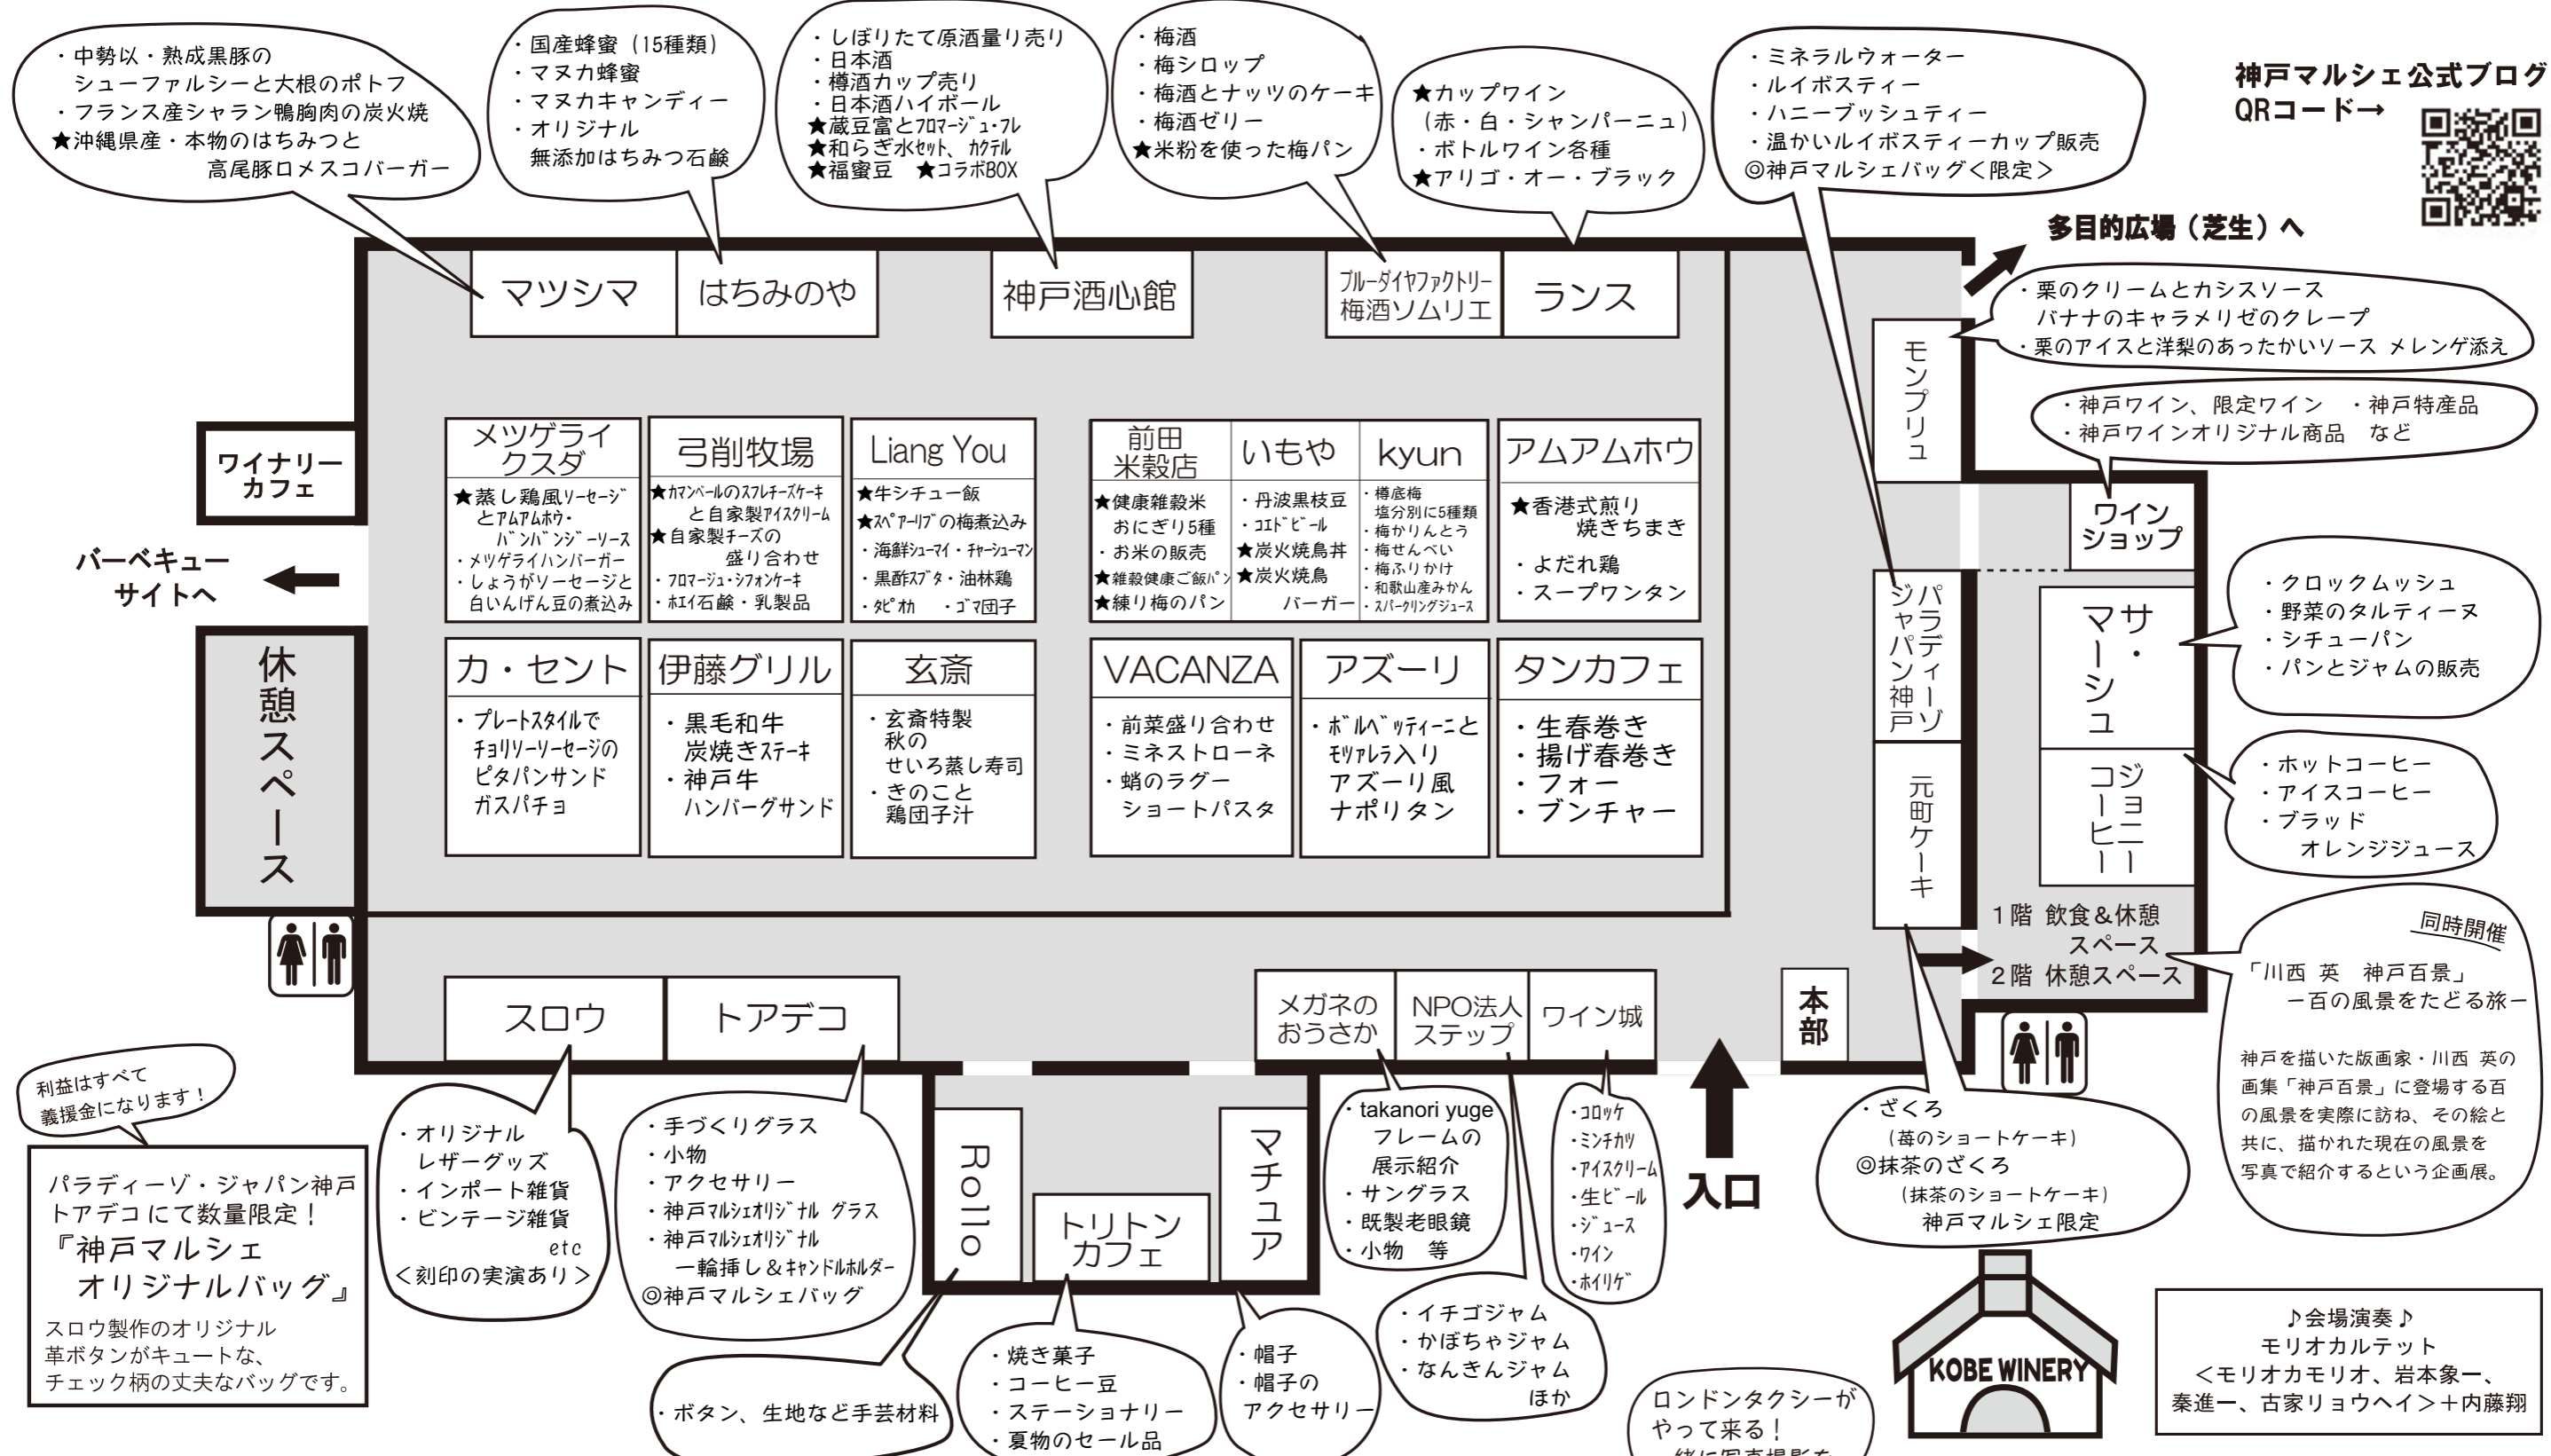 ・中勢以・熟成黒豚の
シューファルシーと大根のポトフ
・フランス産シャラン鴨胸肉の炭火焼
★沖縄県産・本物のはちみつと
高尾豚ロメスコバーガー
・国産蜂蜜（15種類）
・マヌカ蜂蜜
・マヌカキャンディー
・オリジナル
無添加はちみつ石鹸
・しぼりたて原酒量り売り
・日本酒
・樽酒カップ売り
・日本酒ハイボール
★蔵豆富とフロマージュ・フレ
★和らぎ水セット、カクテル
★福蜜豆 ★コラボBOX
・梅酒
・梅シロップ
・梅酒とナッツのケーキ
・梅酒ゼリー
★米粉を使った梅パン
★カップワイン
（赤・白・シャンパーニュ）
・ボトルワイン各種
★アリゴ・オー・ブラック
・ミネラルウォーター
・ルイボスティー
・ハニーブッシュティー
・温かいルイボスティーカップ販売
◎神戸マルシェバッグ＜限定＞
神戸マルシェ公式ブログ
QRコード→
多目的広場（芝生）へ
マツシマ
はちみのや
神戸酒心館
ブルーダイヤファクトリー
梅酒ソムリエ
ランス
モンプリュ
・栗のクリームとカシスソース
バナナのキャラメリゼのクレープ
・栗のアイスと洋梨のあったかいソース メレンゲ添え
・神戸ワイン、限定ワイン ・神戸特産品
・神戸ワインオリジナル商品 など
ワイナリー
カフェ
バーベキュー
サイトへ
休憩スペース
メツゲライ
クスダ
★蒸し鶏風ソーセージ
とアムアムホウ・
バンバンジーソース
・メツゲライハンバーガー
・しょうがソーセージと
白いんげん豆の煮込み
弓削牧場
★カマンベールのスフレチーズケーキ
と自家製アイスクリーム
★自家製チーズの
盛り合わせ
・フロマージュ・シフォンケーキ
・ホエイ石鹸・乳製品
Liang You
★牛シチュー飯
★スペアーリブの梅煮込み
・海鮮シューマイ・チャーシューマン
・黒酢スブタ・油林鶏
・タピオカ ・ゴマ団子
前田
米穀店
★健康雑穀米
おにぎり5種
・お米の販売
★雑穀健康ご飯パン
★練り梅のパン
いもや
・丹波黒枝豆
・コエドビール
★炭火焼鳥丼
★炭火焼鳥
バーガー
kyun
・樽底梅
塩分別に5種類
・梅かりんとう
・梅せんべい
・梅ふりかけ
・和歌山産みかん
・スパークリングジュース
アムアムホウ
★香港式煎り
焼きちまき
・よだれ鶏
・スープワンタン
カ・セント
・プレートスタイルで
チョリソーソーセージの
ピタパンサンド
ガスパチョ
伊藤グリル
・黒毛和牛
炭焼きステーキ
・神戸牛
ハンバーグサンド
玄斎
・玄斎特製
秋の
せいろ蒸し寿司
・きのこと
鶏団子汁
VACANZA
・前菜盛り合わせ
・ミネストローネ
・蛸のラグー
ショートパスタ
アズーリ
・ボルペッティーニと
モツァレラ入り
アズーリ風
ナポリタン
タンカフェ
・生春巻き
・揚げ春巻き
・フォー
・ブンチャー
パラディーゾ
ジャパン神戸
元町ケーキ
ワイン
ショップ
サ・
マーシュ
ジョニー
コーヒー
・クロックムッシュ
・野菜のタルティーヌ
・シチューパン
・パンとジャムの販売
・ホットコーヒー
・アイスコーヒー
・ブラッド
オレンジジュース
1階 飲食＆休憩
スペース
2階 休憩スペース
同時開催
「川西 英 神戸百景」
ー百の風景をたどる旅ー
神戸を描いた版画家・川西 英の
画集「神戸百景」に登場する百
の風景を実際に訪ね、その絵と
共に、描かれた現在の風景を
写真で紹介するという企画展。
スロウ
トアデコ
メガネの
おうさか
NPO法人
ステップ
ワイン城
本部
入口
利益はすべて
義援金になります！
パラディーゾ・ジャパン神戸
トアデコにて数量限定！
『神戸マルシェ
オリジナルバッグ』
スロウ製作のオリジナル
革ボタンがキュートな、
チェック柄の丈夫なバッグです。
・オリジナル
レザーグッズ
・インポート雑貨
・ビンテージ雑貨
etc
＜刻印の実演あり＞
・手づくりグラス
・小物
・アクセサリー
・神戸マルシェオリジナル グラス
・神戸マルシェオリジナル
一輪挿し＆キャンドルホルダー
◎神戸マルシェバッグ
Rollo
トリトン
カフェ
マチュア
・ボタン、生地など手芸材料
・焼き菓子
・コーヒー豆
・ステーショナリー
・夏物のセール品
・帽子
・帽子の
アクセサリー
・takanori yuge
フレームの
展示紹介
・サングラス
・既製老眼鏡
・小物 等
・イチゴジャム
・かぼちゃジャム
・なんきんジャム
ほか
・コロッケ
・ミンチカツ
・アイスクリーム
・生ビール
・ジュース
・ワイン
・ホイリゲ
・ざくろ
（苺のショートケーキ）
◎抹茶のざくろ
（抹茶のショートケーキ）
神戸マルシェ限定
ロンドンタクシーが
やって来る！
KOBE WINERY
♪会場演奏♪
モリオカルテット
＜モリオカモリオ、岩本象一、
秦進一、古家リョウヘイ＞＋内藤翔